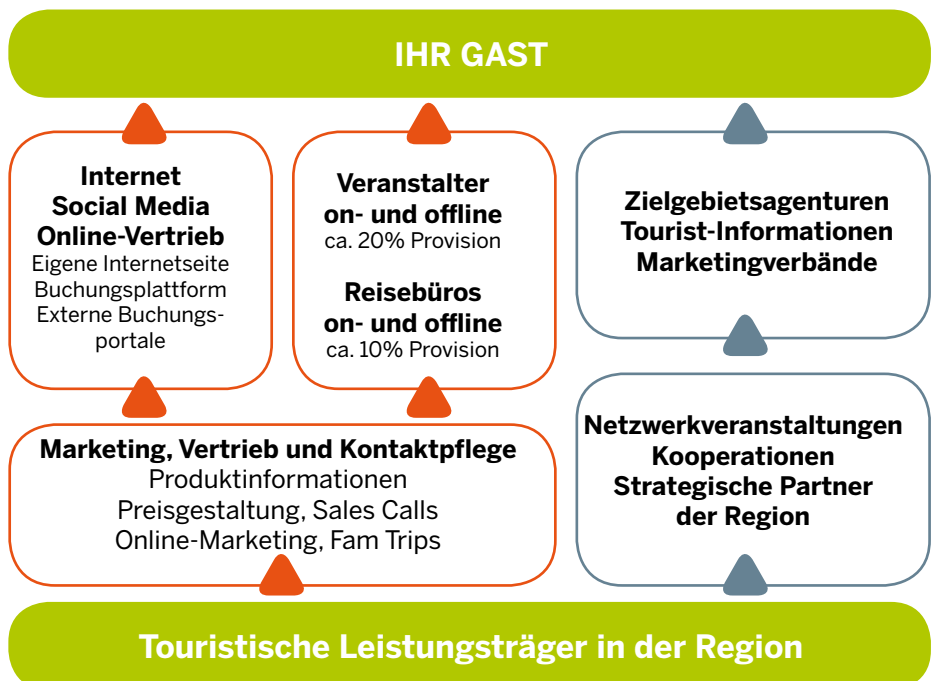 IHR GAST
Internet
Social Media
Online-Vertrieb
Eigene Internetseite
Buchungsplattform
Externe Buchungs-
portale
Veranstalter
on- und offline
ca. 20% Provision
Reisebüros
on- und offline
ca. 10% Provision
Zielgebietsagenturen
Tourist-Informationen
Marketingverbände
Marketing, Vertrieb und Kontaktpflege
Produktinformationen
Preisgestaltung, Sales Calls
Online-Marketing, Fam Trips
Netzwerkveranstaltungen
Kooperationen
Strategische Partner
der Region
Touristische Leistungsträger in der Region